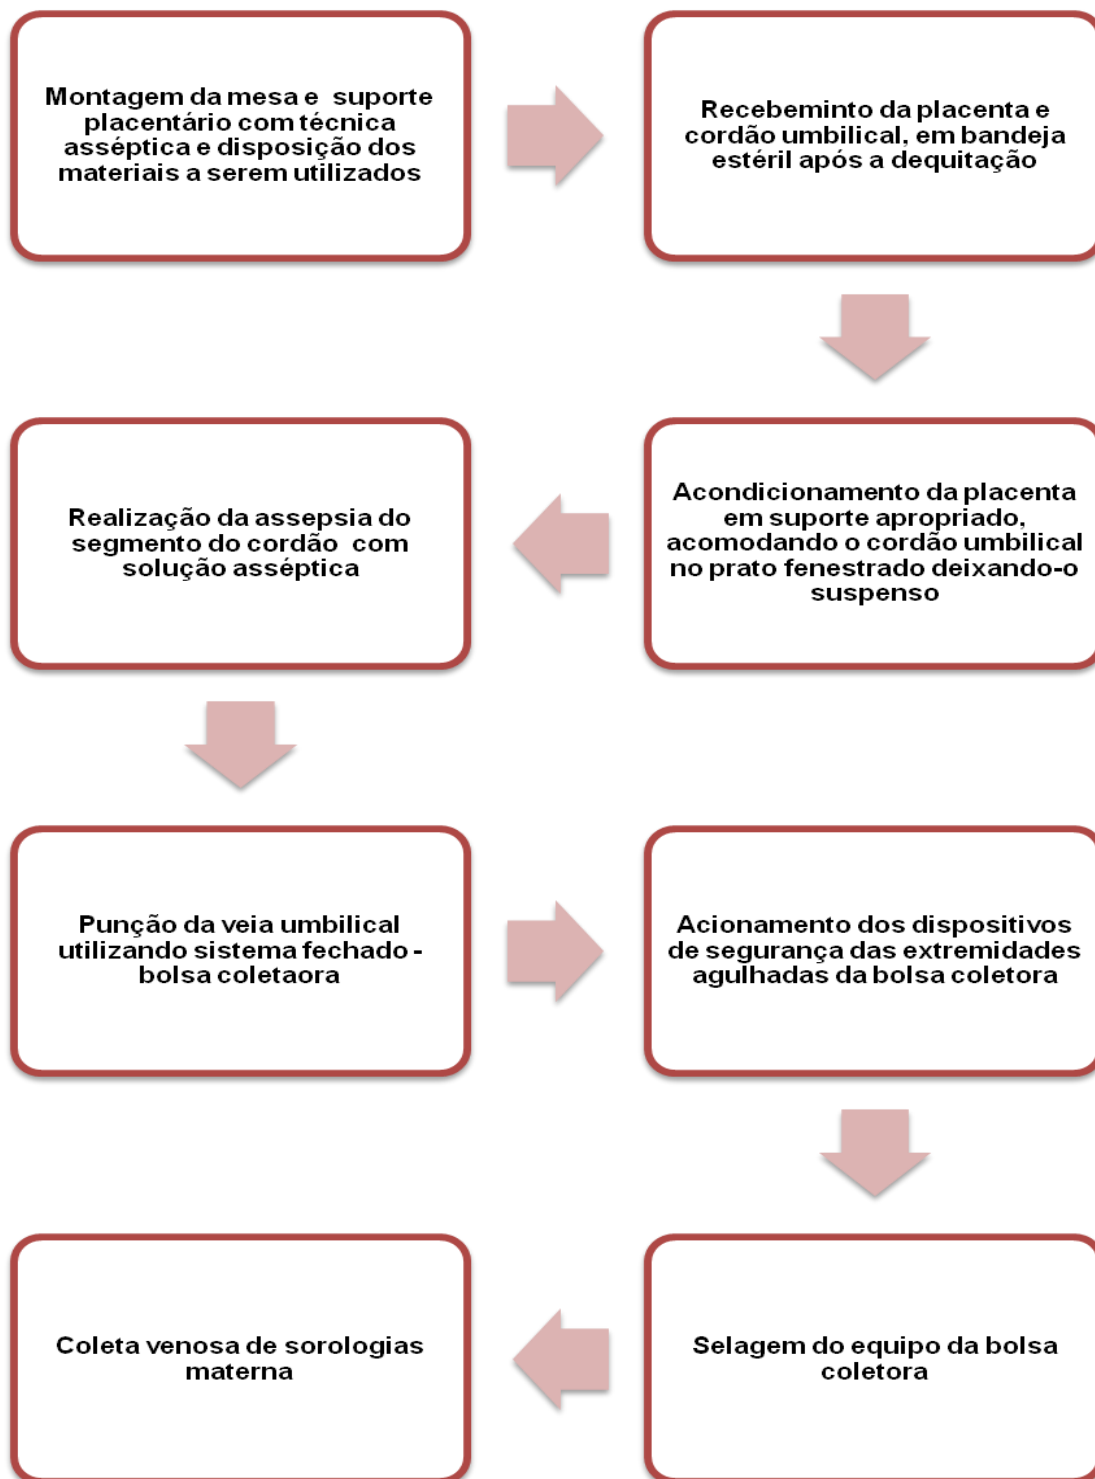 Montagem da mesa e suporte
placentário com técnica
asséptica e disposição dos
materiais a serem utilizados
Recebeminto da placenta e
cordão umbilical, em bandeja
estéril após a dequitação
Acondicionamento da placenta
em suporte apropriado,
acomodando o cordão umbilical
no prato fenestrado deixando-o
suspenso
Realização da assepsia do
segmento do cordão com
solução asséptica
Punção da veia umbilical
utilizando sistema fechado -
bolsa coletaora
Acionamento dos dispositivos
de segurança das extremidades
agulhadas da bolsa coletora
Selagem do equipo da bolsa
coletora
Coleta venosa de sorologias
materna